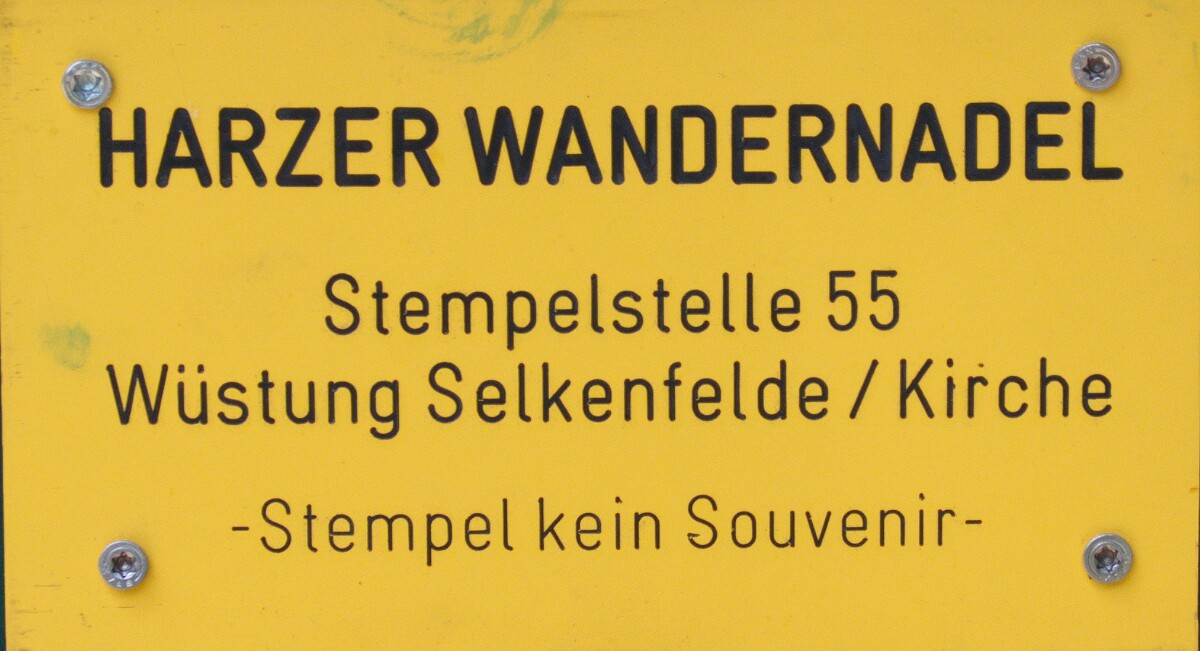 HARZER WANDERNADEL
Stempelstelle 55
Wüstung Selkenfelde / Kirche
-Stempel kein Souvenir-